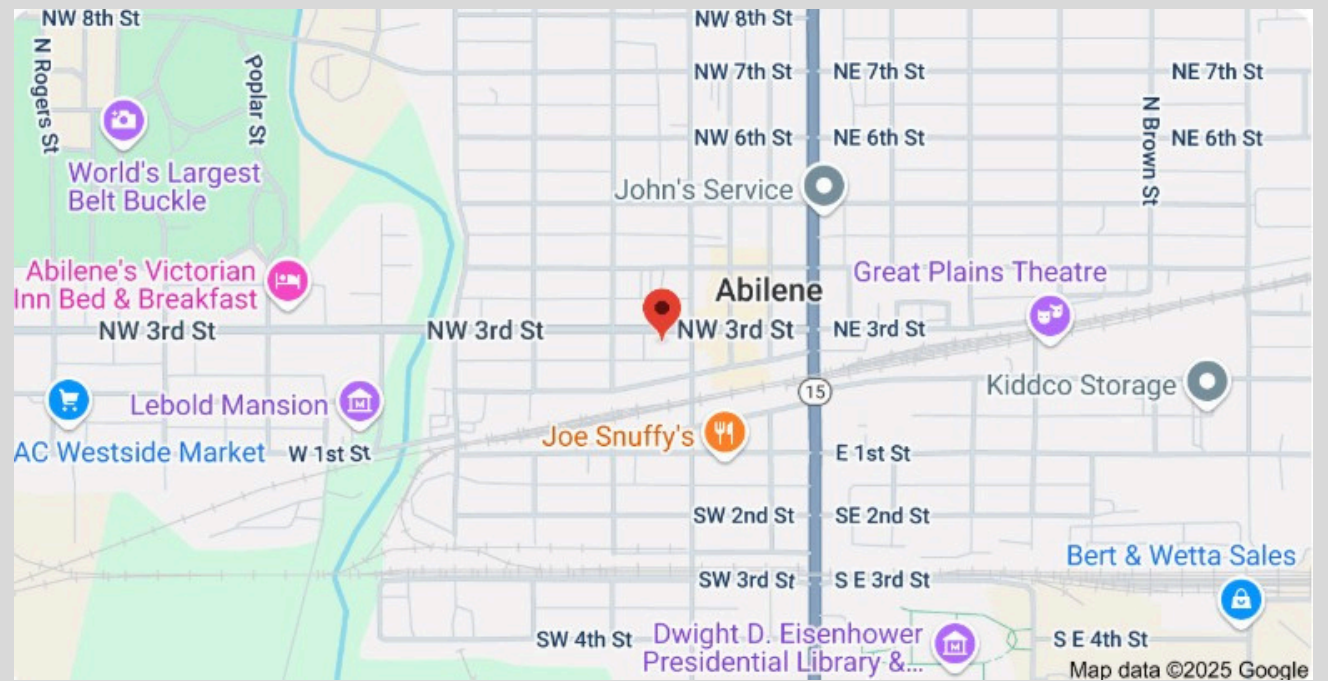 NW 8th St
NW 8th St
N Rogers St
Poplar St
NW 7th St
NE 7th St
NE 7th St
N Brown St
NW 6th St
NE 6th St
NE 6th St
World's Largest
Belt Buckle
John's Service
Abilene's Victorian
Inn Bed & Breakfast
Abilene
Great Plains Theatre
NW 3rd St
NW 3rd St
NW 3rd St
NE 3rd St
15
Kiddco Storage
Lebold Mansion
Joe Snuffy's
AC Westside Market
W 1st St
E 1st St
SW 2nd St
SE 2nd St
Bert & Wetta Sales
SW 3rd St
S E 3rd St
SW 4th St
Dwight D. Eisenhower
Presidential Library &...
S E 4th St
Map data ©2025 Google